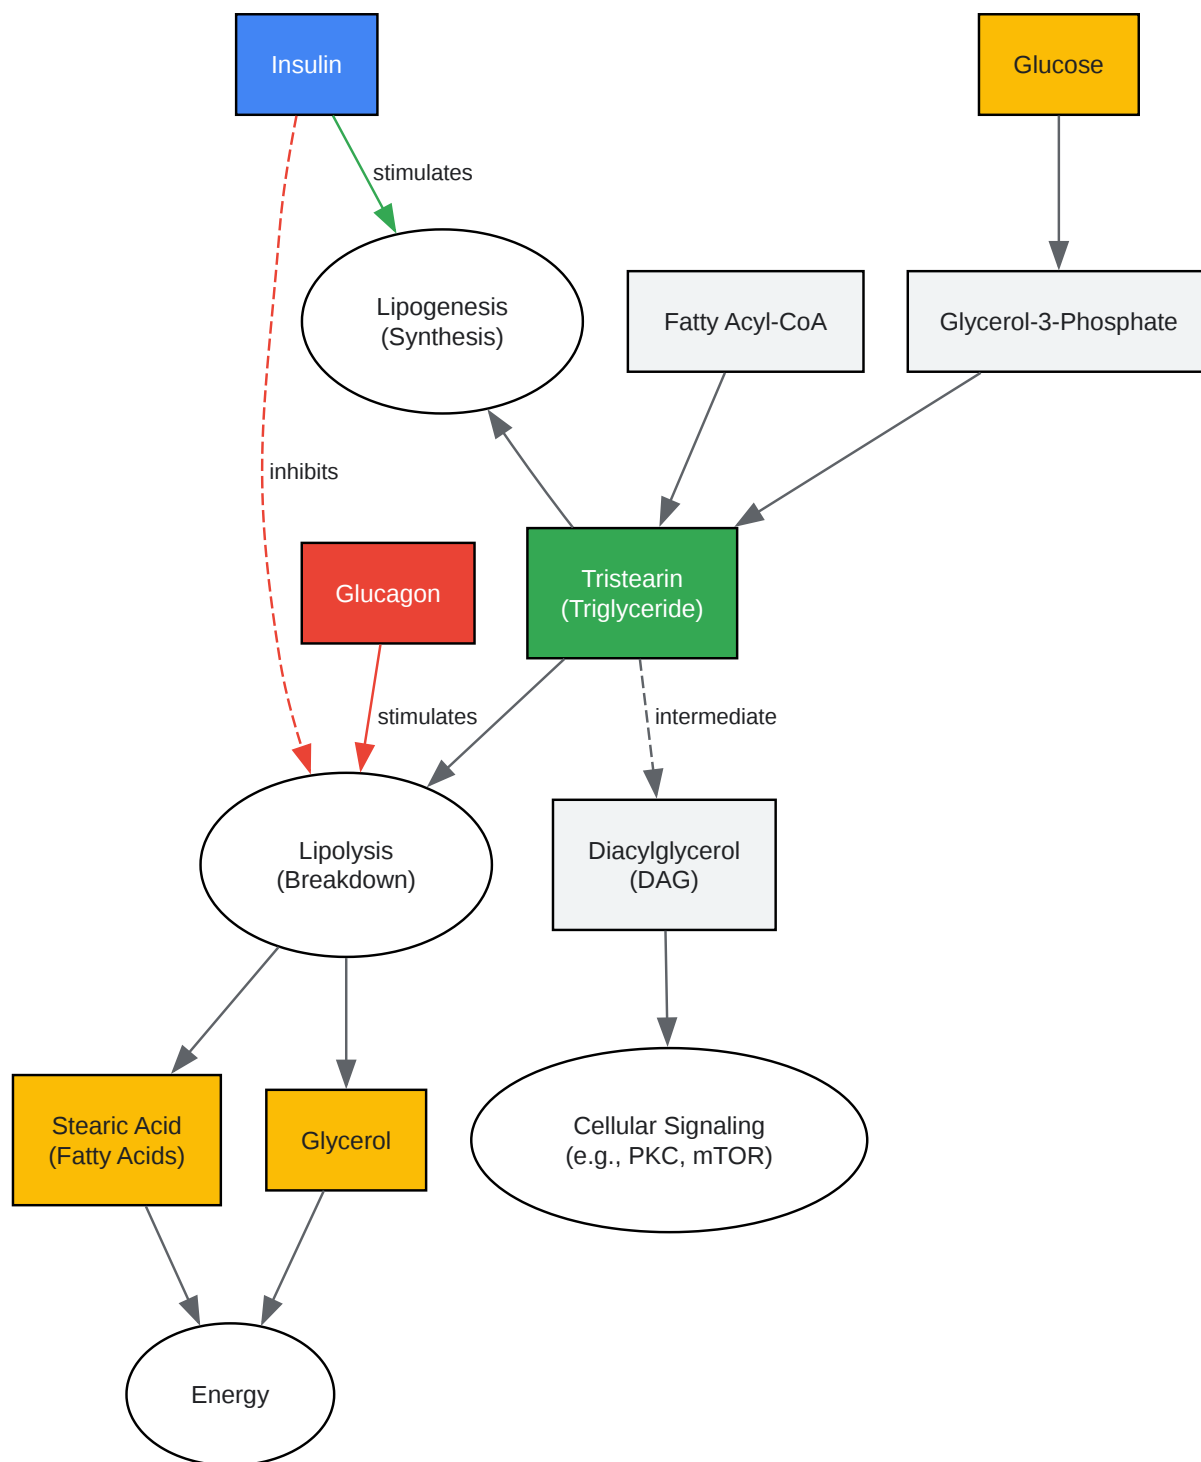 Insulin
Glucose
stimulates
Lipogenesis
(Synthesis)
Fatty Acyl-CoA
Glycerol-3-Phosphate
inhibits
Glucagon
Tristearin
(Triglyceride)
stimulates
intermediate
Lipolysis
(Breakdown)
Diacylglycerol
(DAG)
Stearic Acid
(Fatty Acids)
Glycerol
Cellular Signaling
(e.g., PKC, mTOR)
Energy